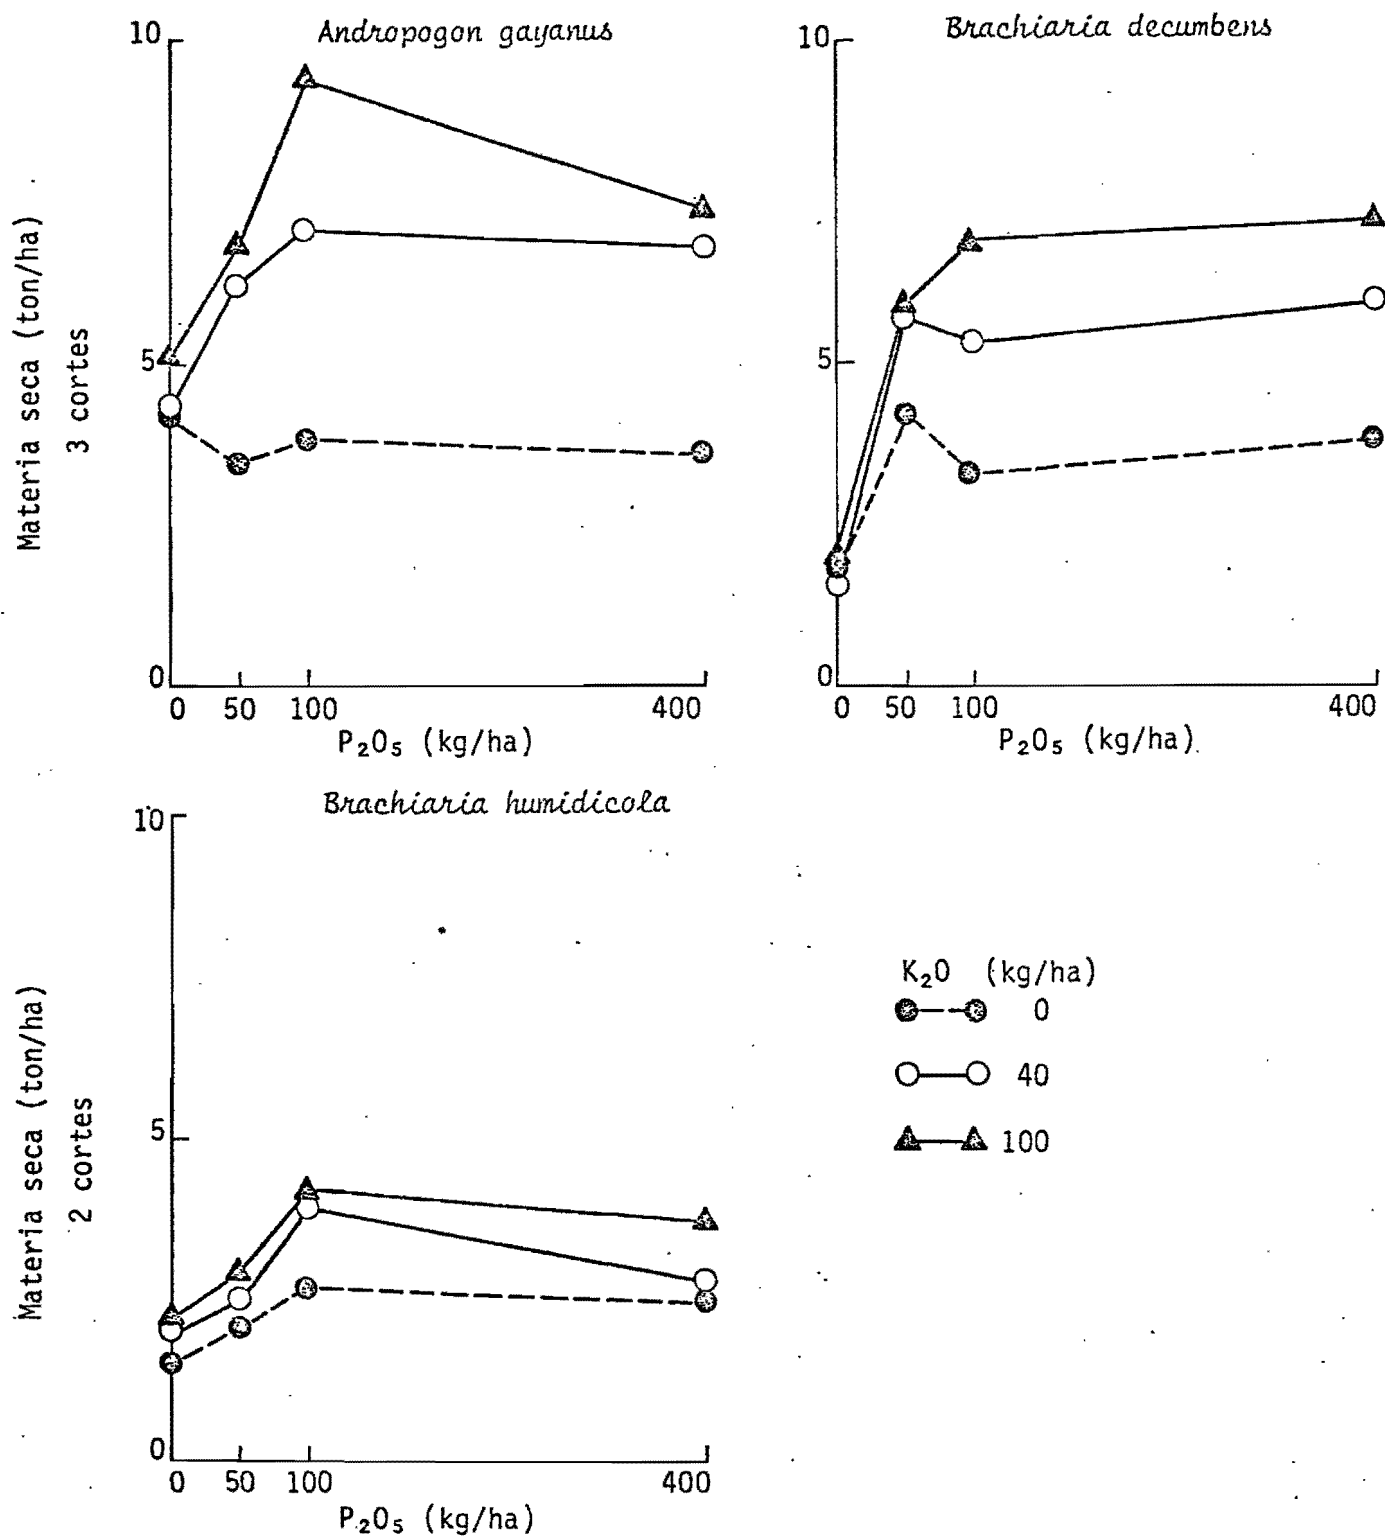 Andropogon gayanus
10
5
0
0 50 100 400
P₂O₅ (kg/ha)
Materia seca (ton/ha)
3 cortes
Brachiaria decumbens
10
5
0
0 50 100 400
P₂O₅ (kg/ha)
Brachiaria humidicola
10
5
0
0 50 100 400
P₂O₅ (kg/ha)
Materia seca (ton/ha)
2 cortes
K₂O (kg/ha)
0
40
100